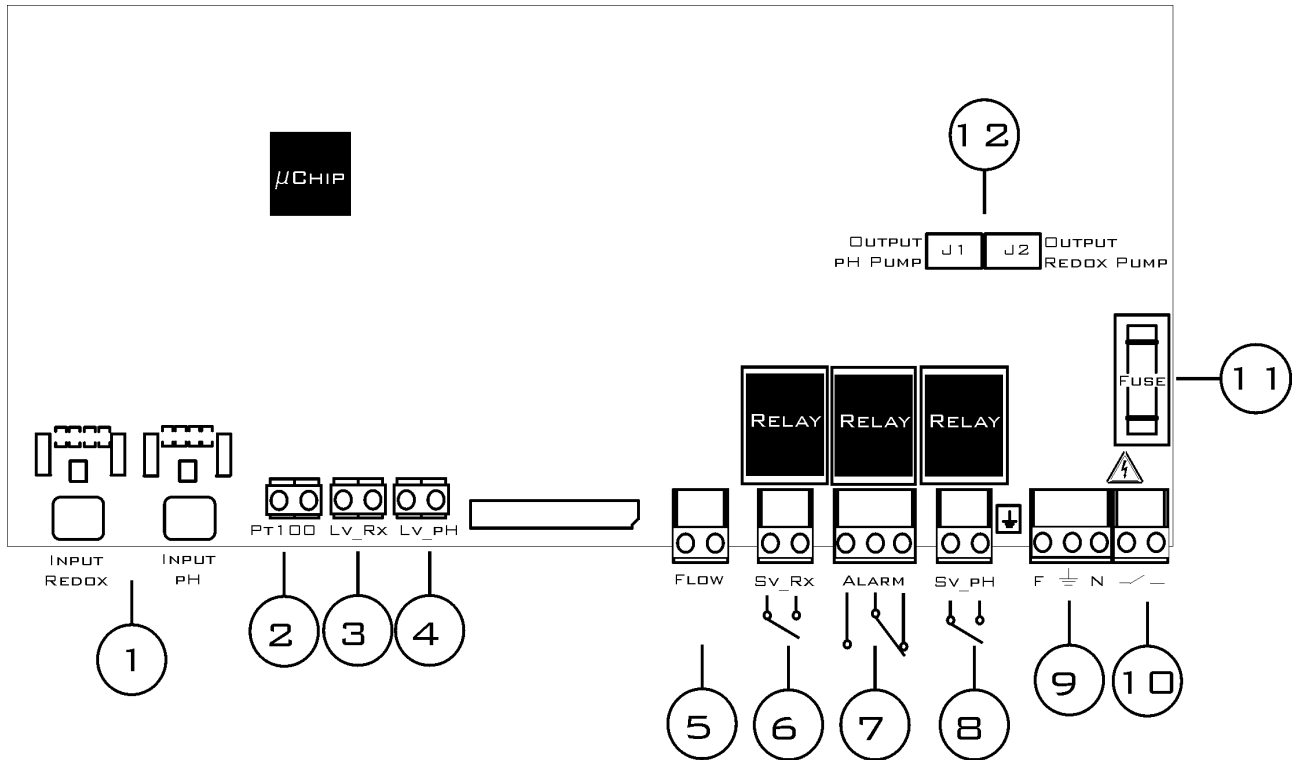 12
µCHIP
OUTPUT
PH PUMP
J1
J2
OUTPUT
REDOX PUMP
FUSE
11
RELAY
RELAY
RELAY
PT100
LV_RX
LV_PH
INPUT
REDOX
INPUT
PH
FLOW
SV_RX
ALARM
SV_PH
F
N
1
2
3
4
5
6
7
8
9
10